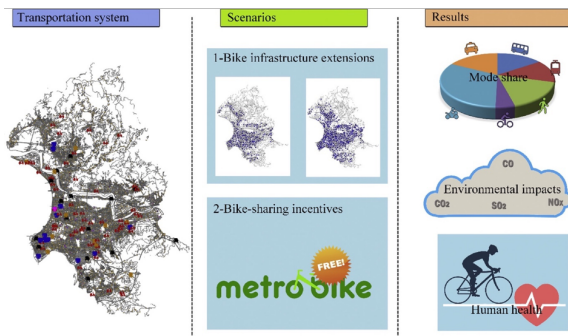 Transportation system
Scenarios
Results
1-Bike infrastructure extensions
2-Bike-sharing incentives
FREE!
metro bike
Mode share
CO
Environmental impacts
CO₂
SO₂
NOx
Human health